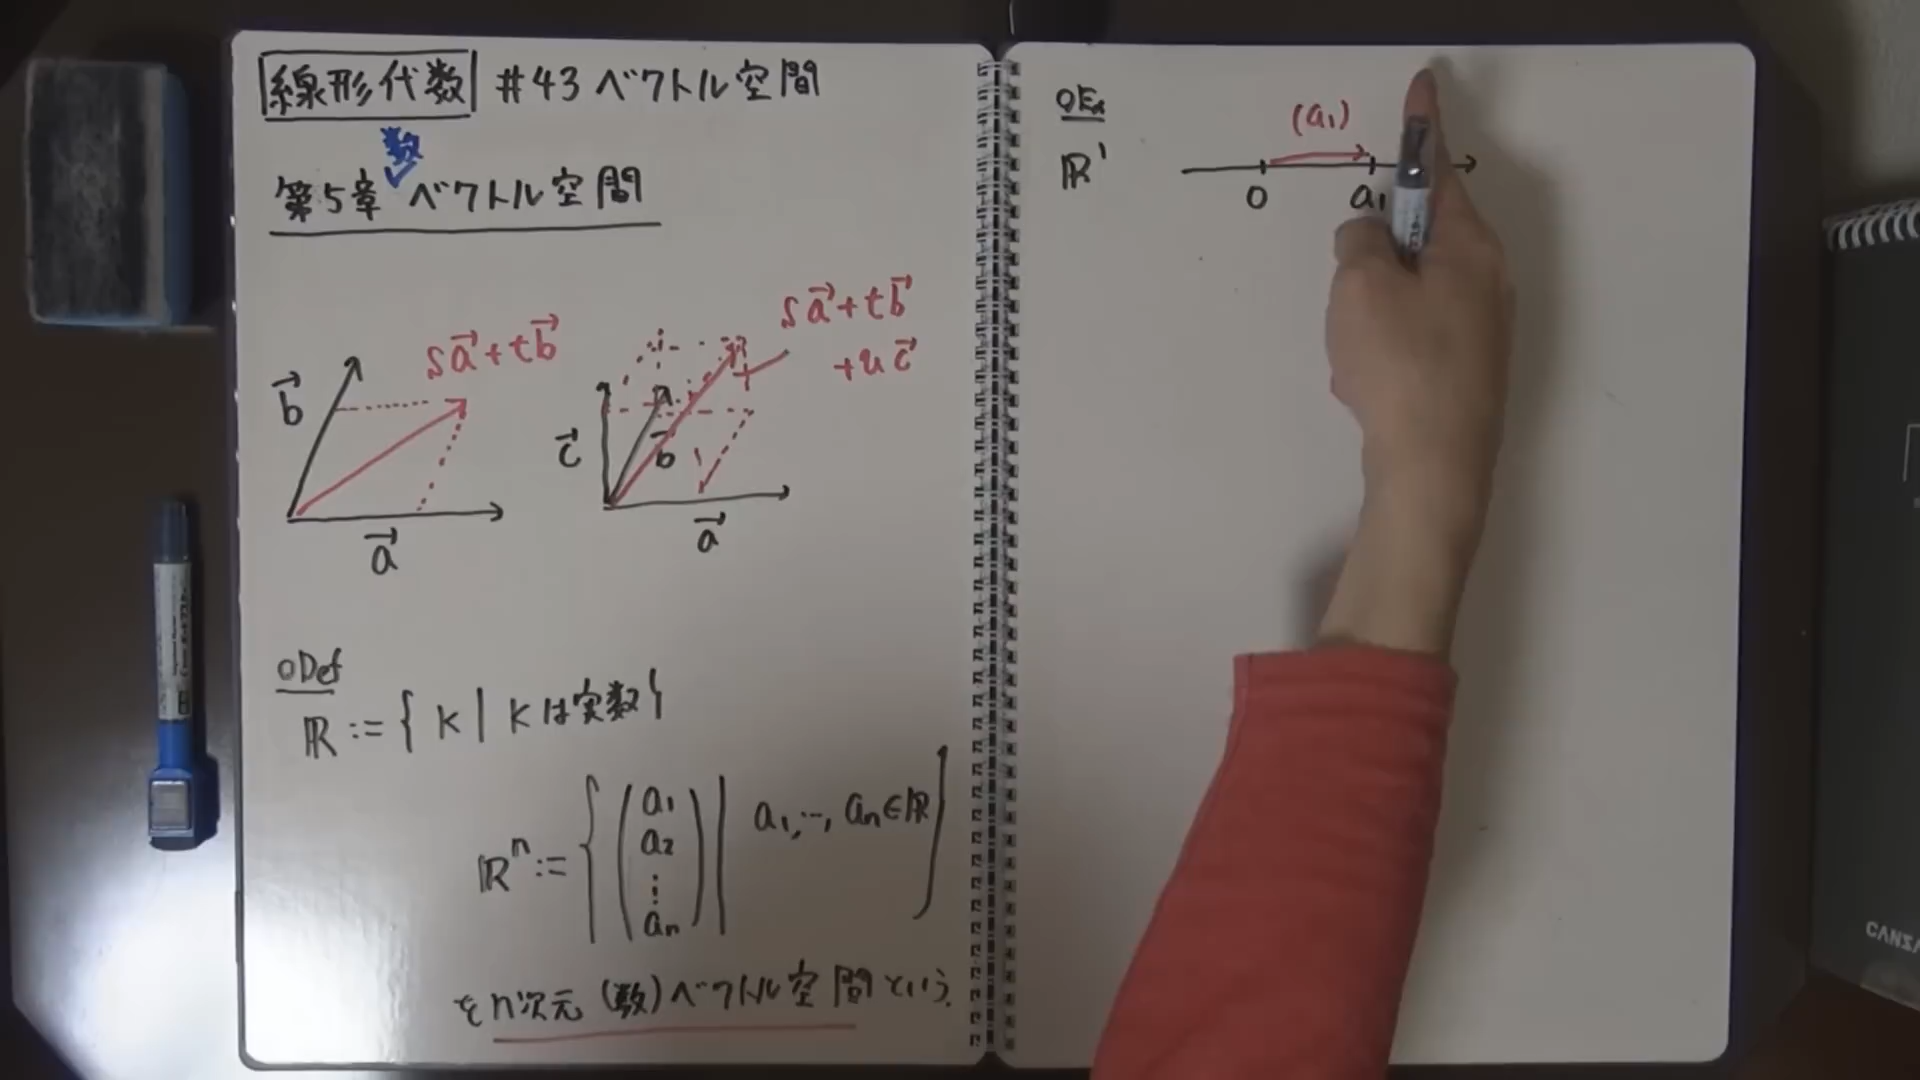 線形代数 #43 ベクトル空間
数
第5章 ✓ ベクトル空間
b⃗
sa⃗+tb⃗
a⃗
c⃗
b⃗
sa⃗+tb⃗
+uc⃗
a⃗
○Def
ℝ:={ K | Kは実数}
ℝⁿ:={ (a₁ a₂ ⋮ aₙ) | a₁,…, aₙ∈ℝ }
をn次元(数)ベクトル空間という.
○Ex
ℝ¹
(a₁)
0 a₁
CANSA